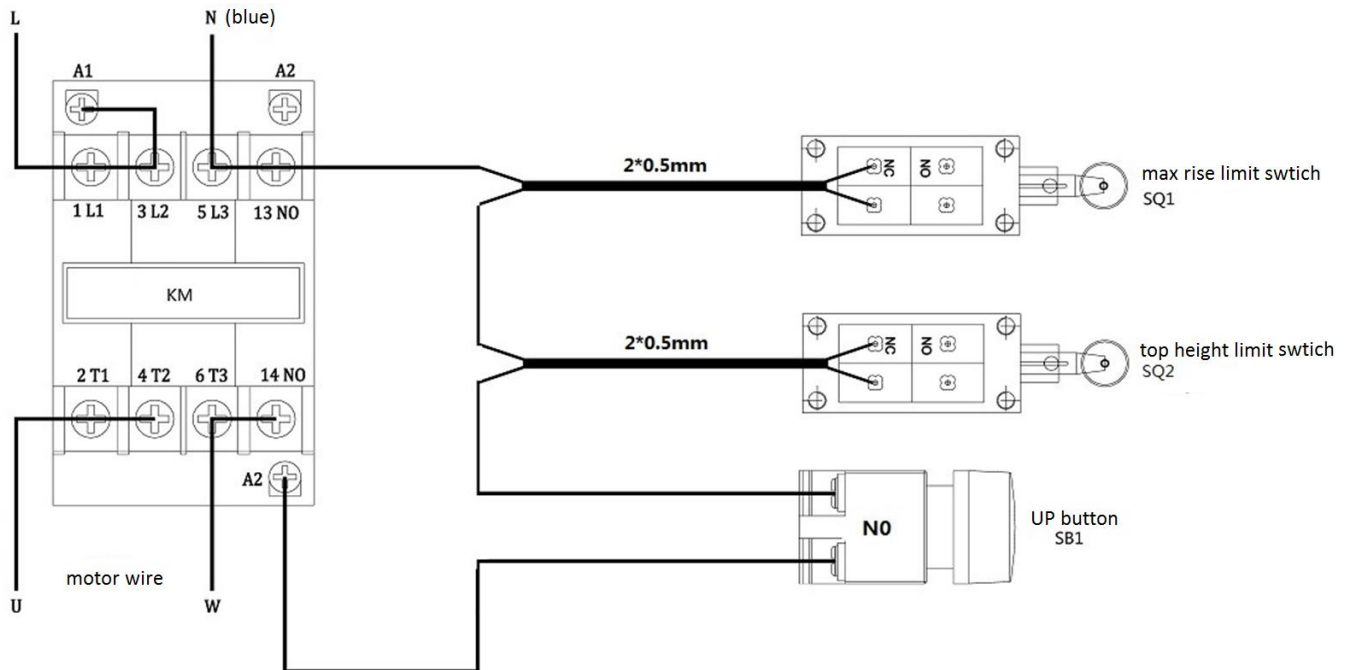 L
N (blue)
A1
A2
1 L1
3 L2
5 L3
13 NO
KM
2 T1
4 T2
6 T3
14 NO
A2
motor wire
U
W
2*0.5mm
NC
NO
max rise limit swtich
SQ1
2*0.5mm
NC
NO
top height limit swtich
SQ2
N0
UP button
SB1